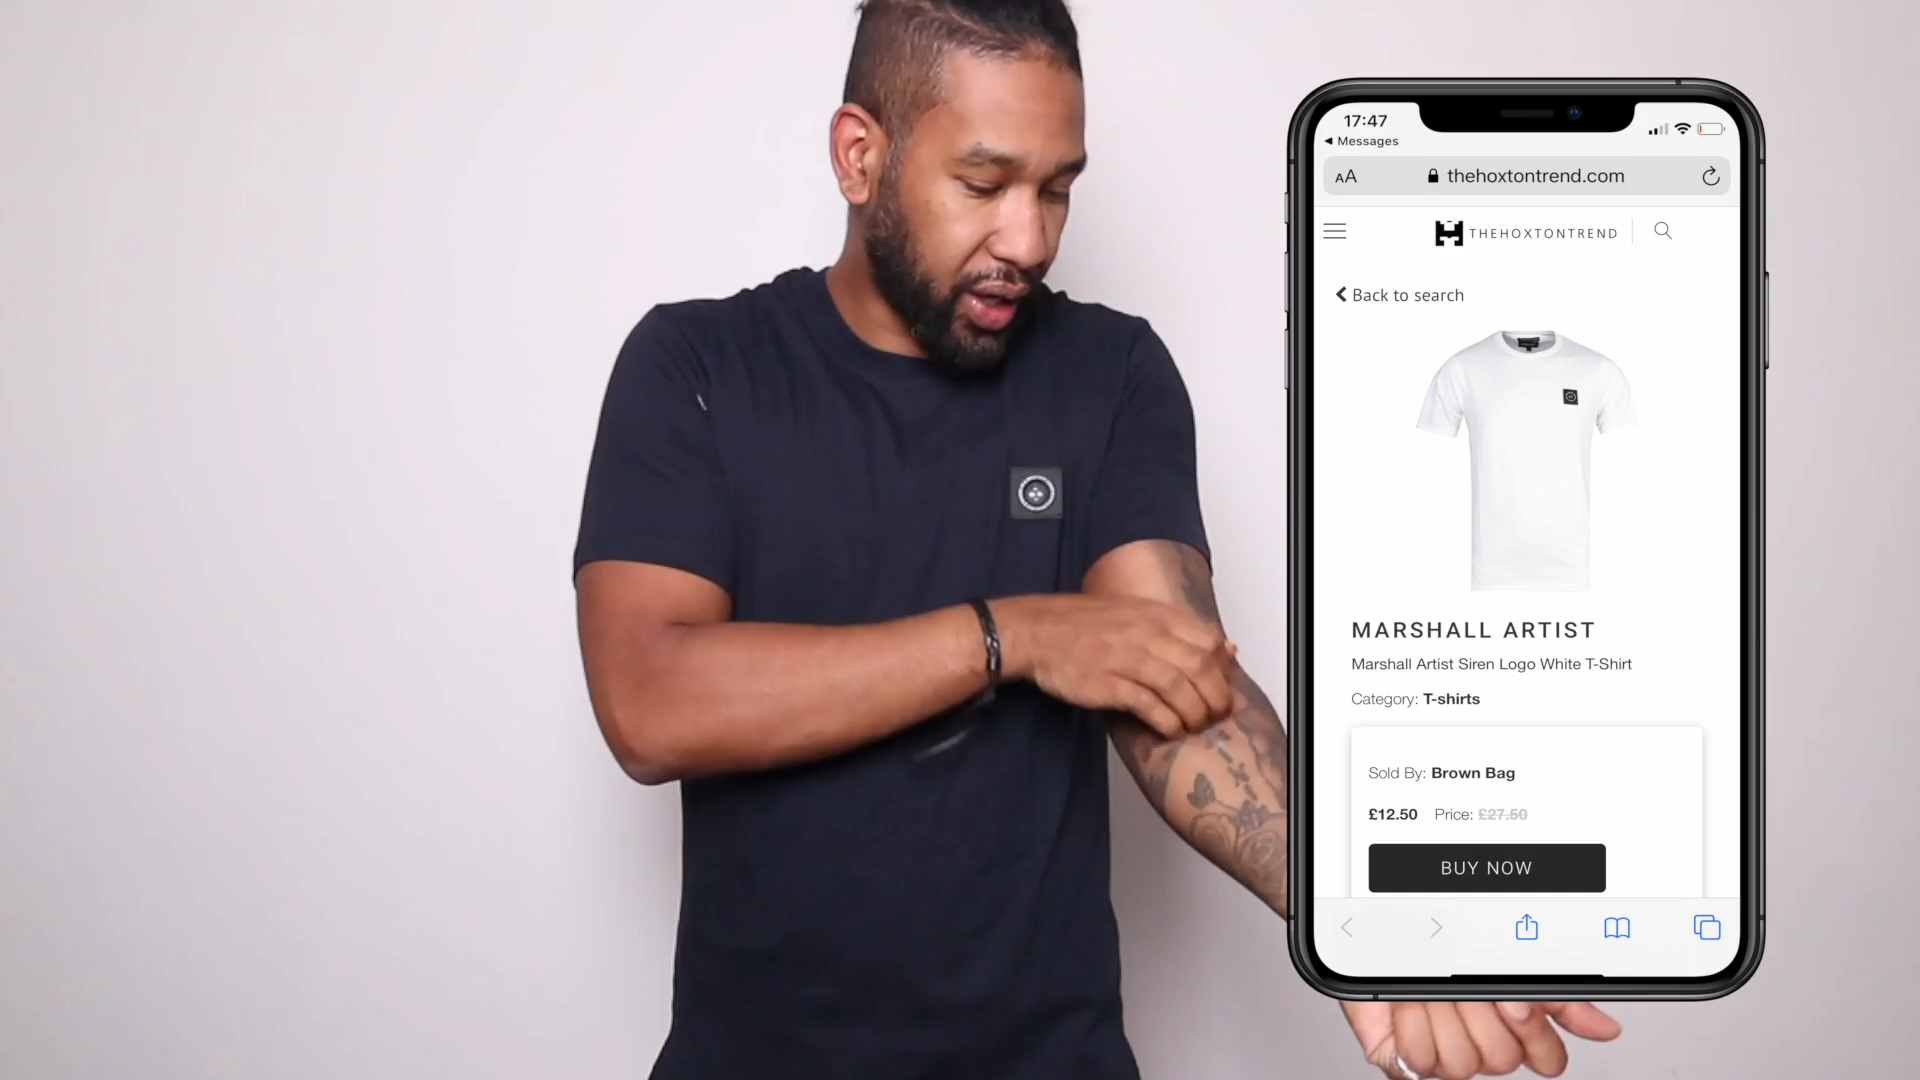 17:47
Messages
AA
thehoxtontrend.com
THEHOXTONTREND
Back to search
MARSHALL ARTIST
Marshall Artist Siren Logo White T-Shirt
Category: T-shirts
Sold By: Brown Bag
£12.50 Price: £27.50
BUY NOW